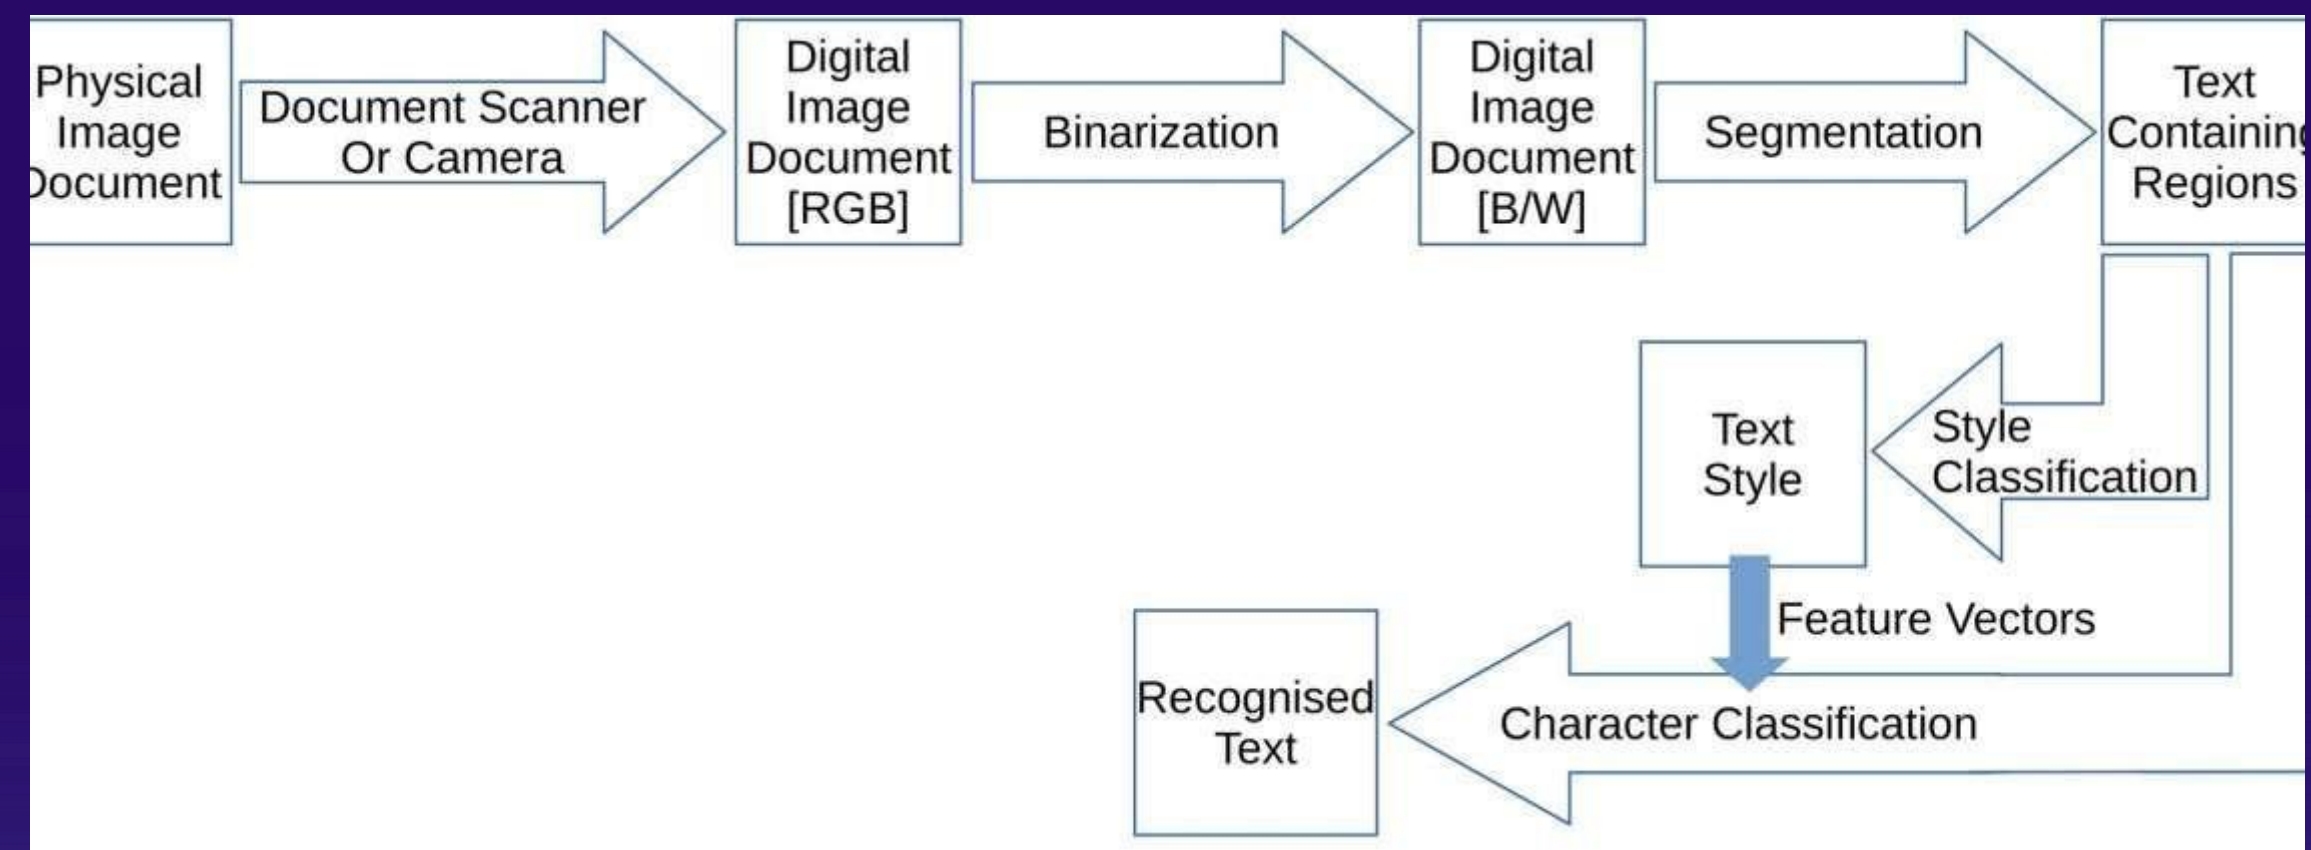 Physical
Image
Document
Document Scanner
Or Camera
Digital
Image
Document
[RGB]
Binarization
Digital
Image
Document
[B/W]
Segmentation
Text
Containing
Regions
Style
Classification
Text
Style
Feature Vectors
Character Classification
Recognised
Text